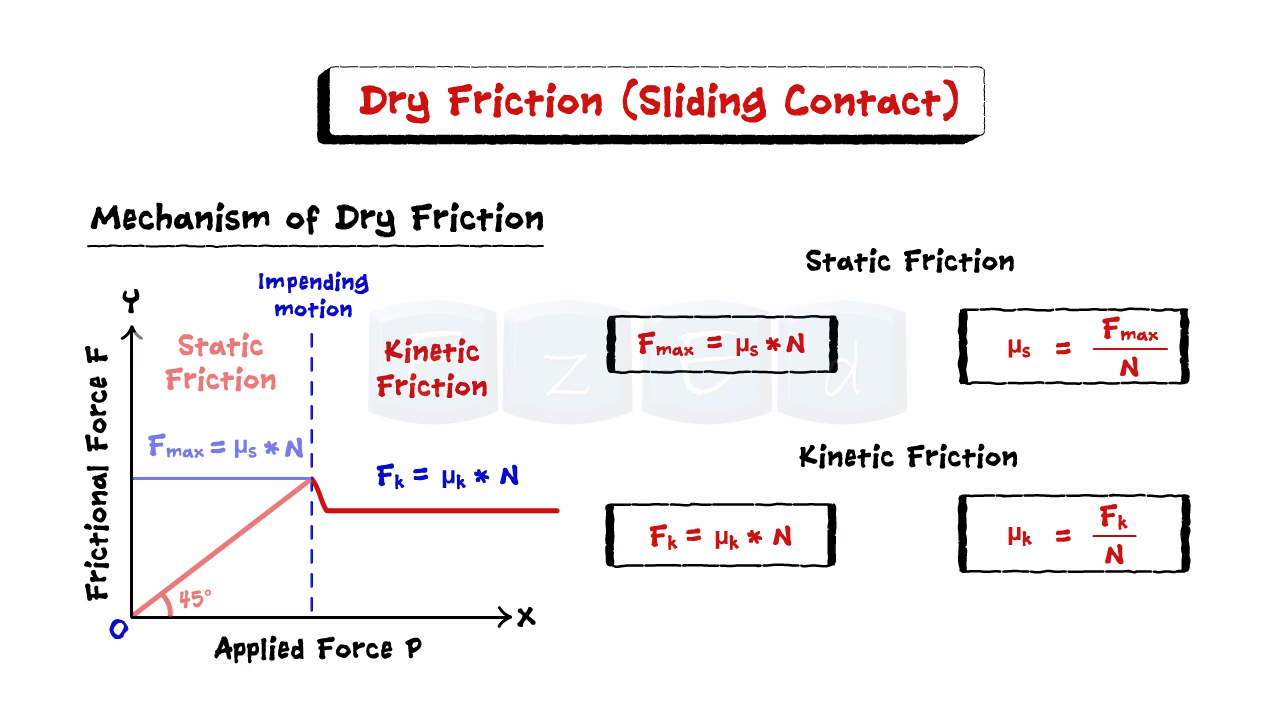 Dry Friction (Sliding Contact)
Mechanism of Dry Friction
Impending
motion
Y
Static
Friction
Kinetic
Friction
Frictional Force F
Fmax = μs * N
Fk = μk * N
45°
O
X
Applied Force P
Static Friction
Fmax = μs * N
μs = Fmax
N
Kinetic Friction
Fk = μk * N
μk = Fk
N
z E d